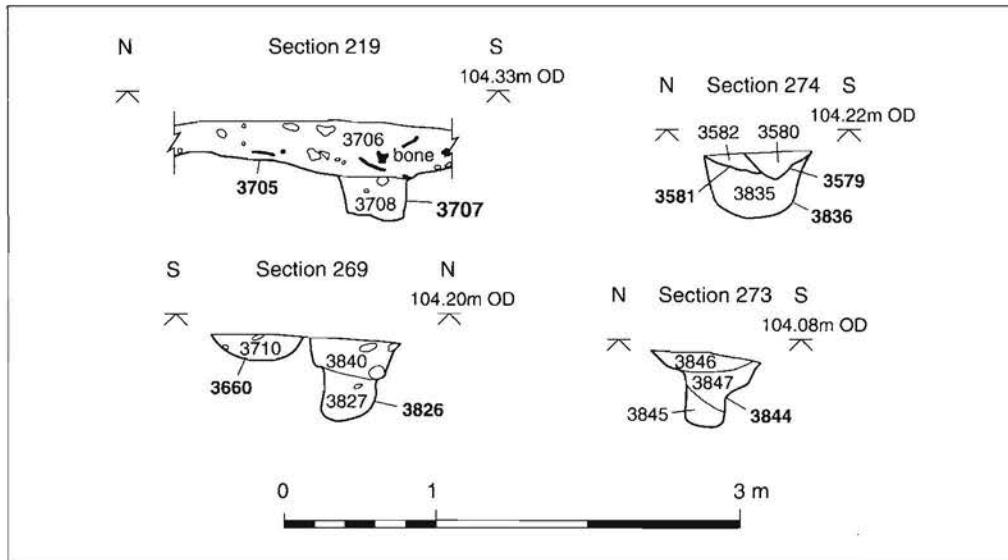 N Section 219 S
104.33m OD
3706
bone
3705
3708
3707
N Section 274 S
104.22m OD
3582 3580
3579
3581
3835
3836
S Section 269 N
104.20m OD
3710
3840
3660
3827
3826
N Section 273 S
104.08m OD
3846
3847
3845
3844
0 1 3 m